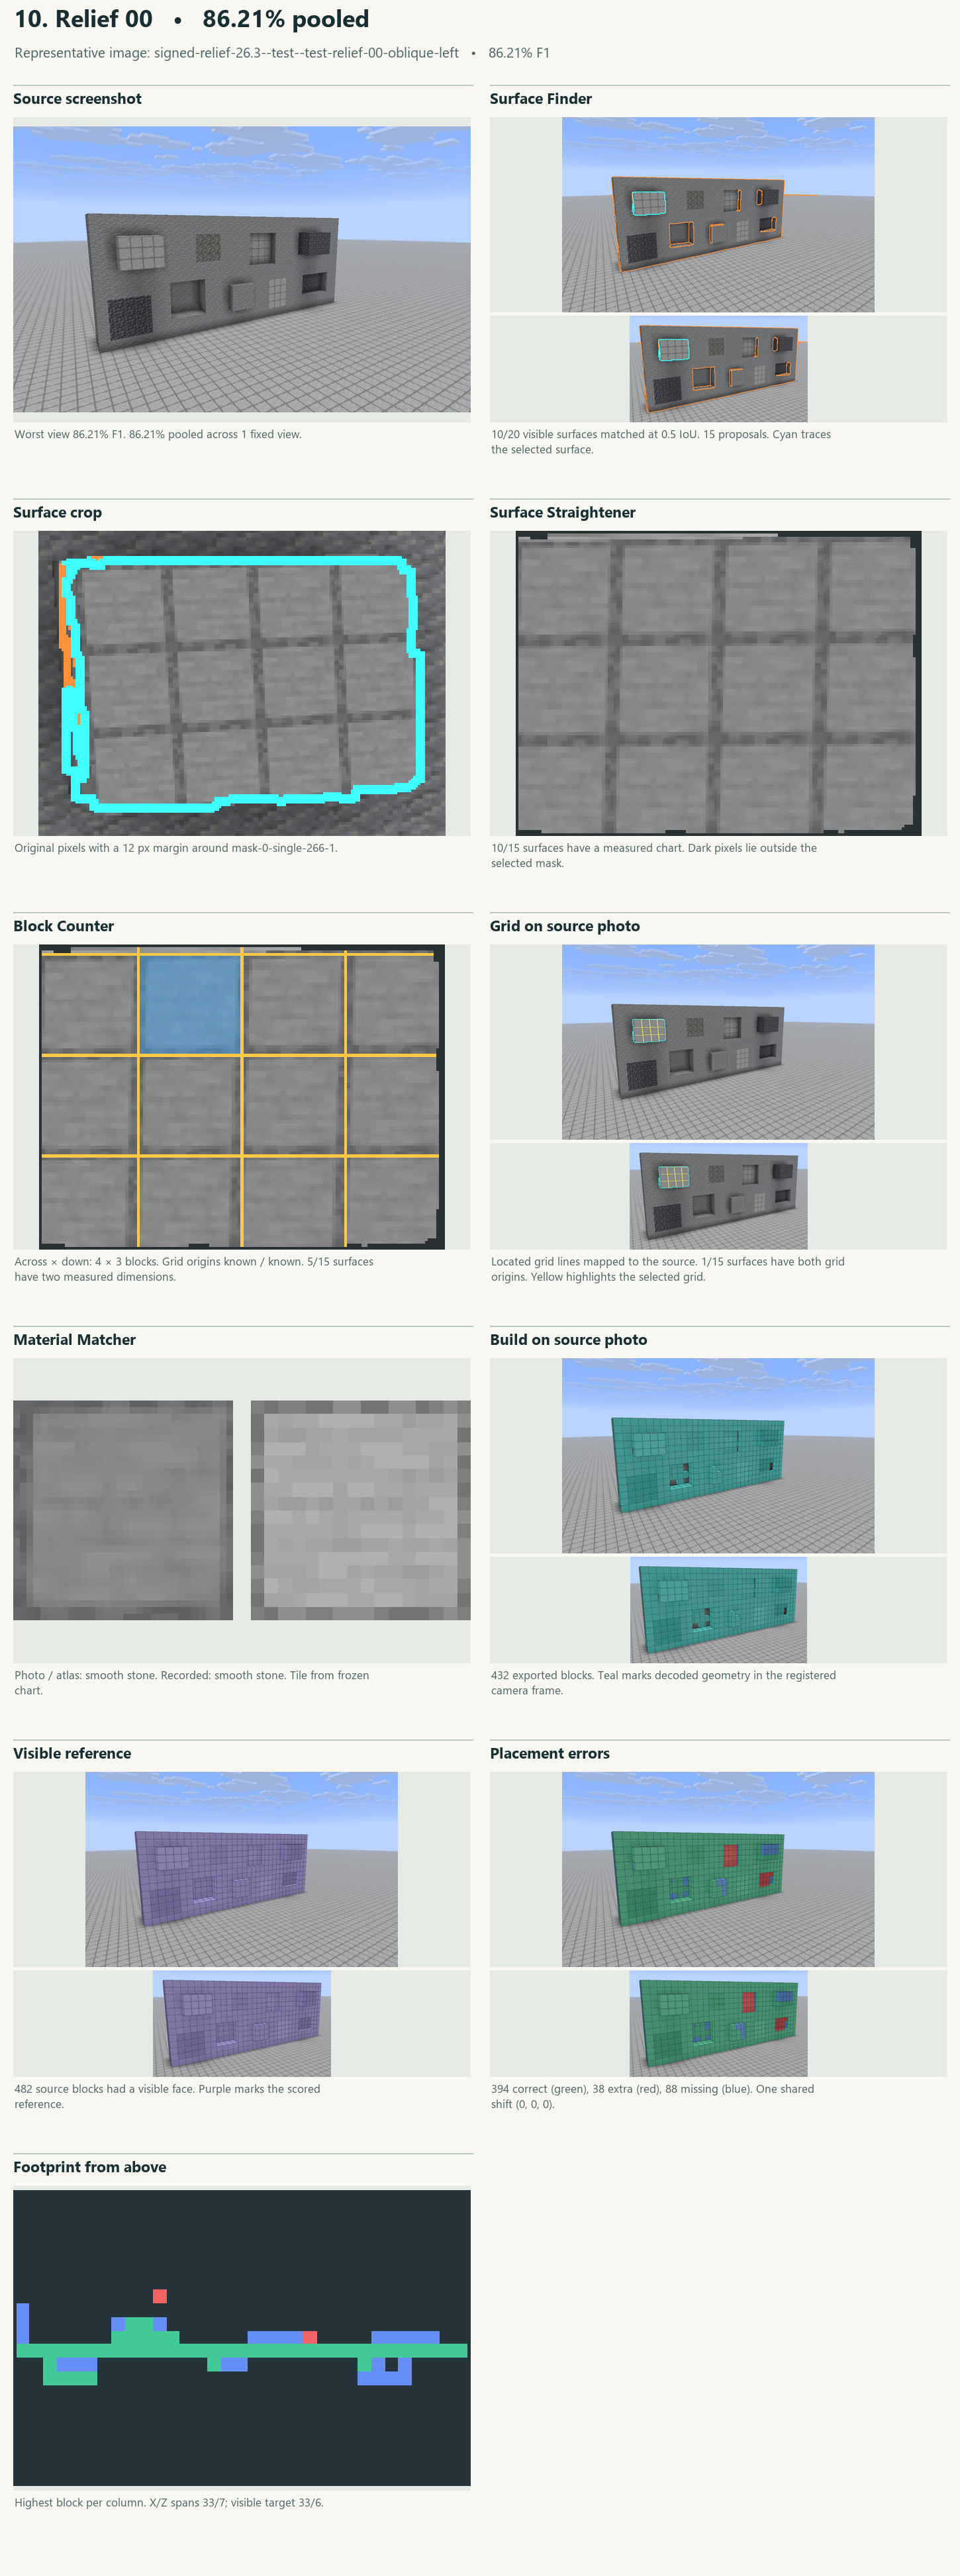 10. Relief 00 • 86.21% pooled
Representative image: signed-relief-26.3--test--test-relief-00-oblique-left • 86.21% F1
Source screenshot
Worst view 86.21% F1. 86.21% pooled across 1 fixed view.
Surface Finder
10/20 visible surfaces matched at 0.5 IoU. 15 proposals. Cyan traces
the selected surface.
Surface crop
Original pixels with a 12 px margin around mask-0-single-266-1.
Surface Straightener
10/15 surfaces have a measured chart. Dark pixels lie outside the
selected mask.
Block Counter
Across × down: 4 × 3 blocks. Grid origins known / known. 5/15 surfaces
have two measured dimensions.
Grid on source photo
Located grid lines mapped to the source. 1/15 surfaces have both grid
origins. Yellow highlights the selected grid.
Material Matcher
Photo / atlas: smooth stone. Recorded: smooth stone. Tile from frozen
chart.
Build on source photo
432 exported blocks. Teal marks decoded geometry in the registered
camera frame.
Visible reference
482 source blocks had a visible face. Purple marks the scored
reference.
Placement errors
394 correct (green), 38 extra (red), 88 missing (blue). One shared
shift (0, 0, 0).
Footprint from above
Highest block per column. X/Z spans 33/7; visible target 33/6.